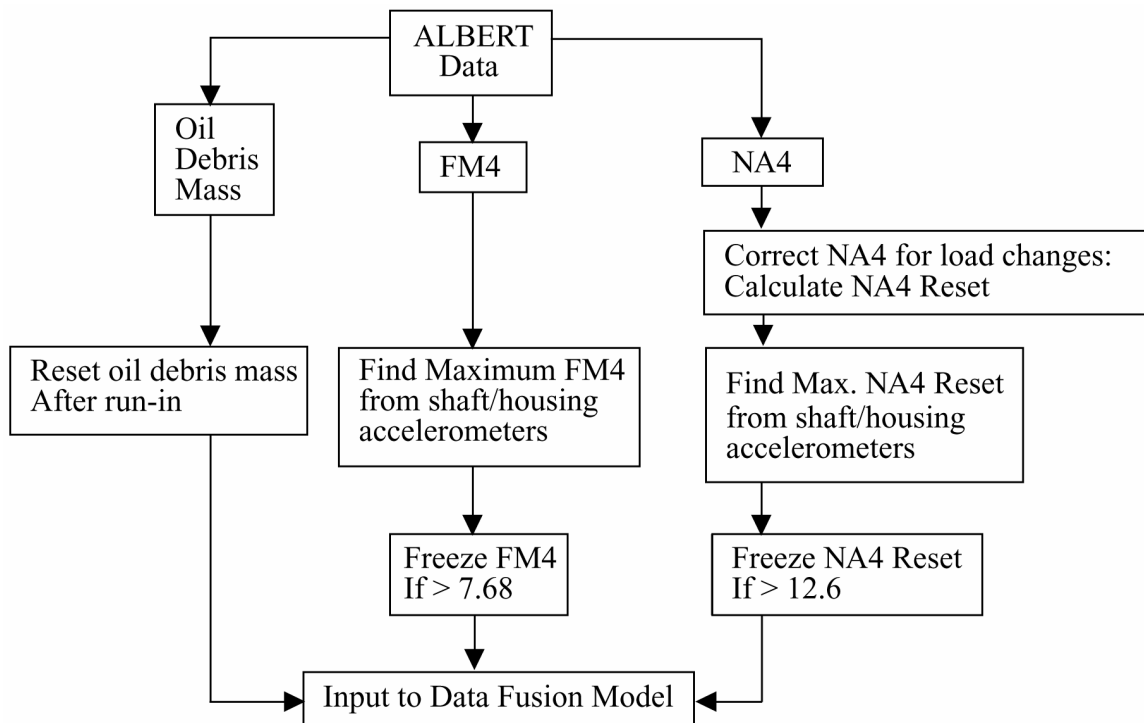 ALBERT
Data
Oil
Debris
Mass
FM4
NA4
Correct NA4 for load changes:
Calculate NA4 Reset
Reset oil debris mass
After run-in
Find Maximum FM4
from shaft/housing
accelerometers
Find Max. NA4 Reset
from shaft/housing
accelerometers
Freeze FM4
If > 7.68
Freeze NA4 Reset
If > 12.6
Input to Data Fusion Model